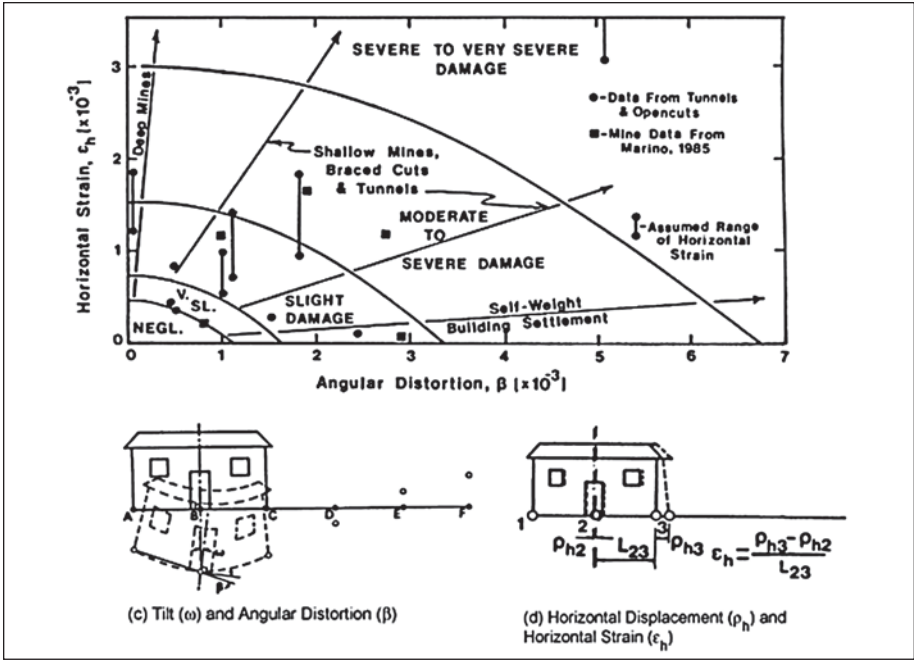 SEVERE TO VERY SEVERE
DAMAGE
Deep Mines
●-Data From Tunnels
& Opencuts
■-Mine Data From
Marino, 1985
Shallow Mines,
Braced Cuts
& Tunnels
MODERATE
TO
SEVERE DAMAGE
-Assumed Range
of Horizontal
Strain
V.
SL.
SLIGHT
DAMAGE
NEGL.
Self-Weight
Building Settlement
Horizontal Strain, ε_h [x10⁻³]
3
2
1
0
0 1 2 3 4 5 6 7
Angular Distortion, β [x10⁻³]
A B C D E F
β
(c) Tilt (ω) and Angular Distortion (β)
1 2 3
ρh2 L23 ρh3 εh = ρh3 - ρh2 / L23
(d) Horizontal Displacement (ρh) and
Horizontal Strain (εh)